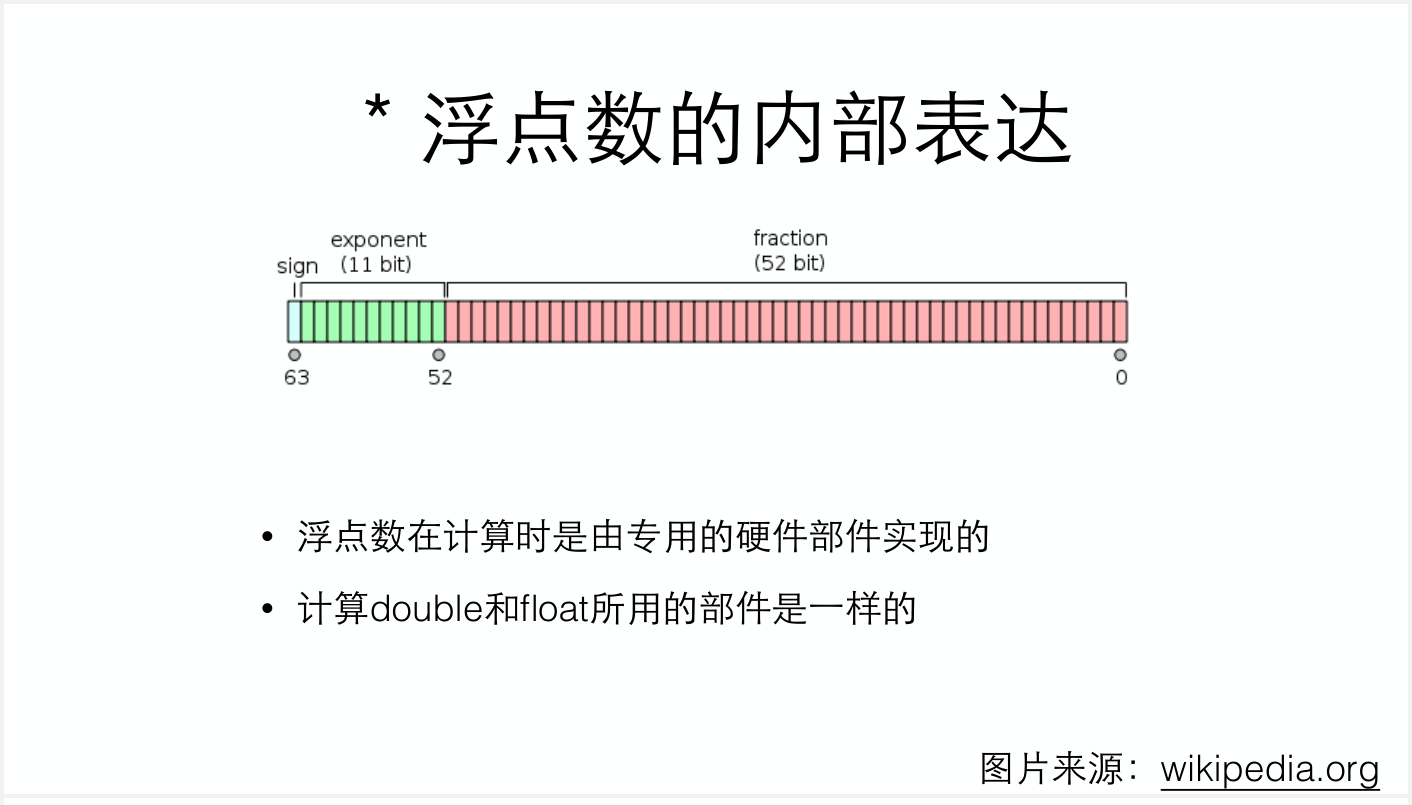 * 浮点数的内部表达
exponent
fraction
sign
(11 bit)
(52 bit)
63
52
0
• 浮点数在计算时是由专用的硬件部件实现的
• 计算double和float所用的部件是一样的
图片来源：wikipedia.org